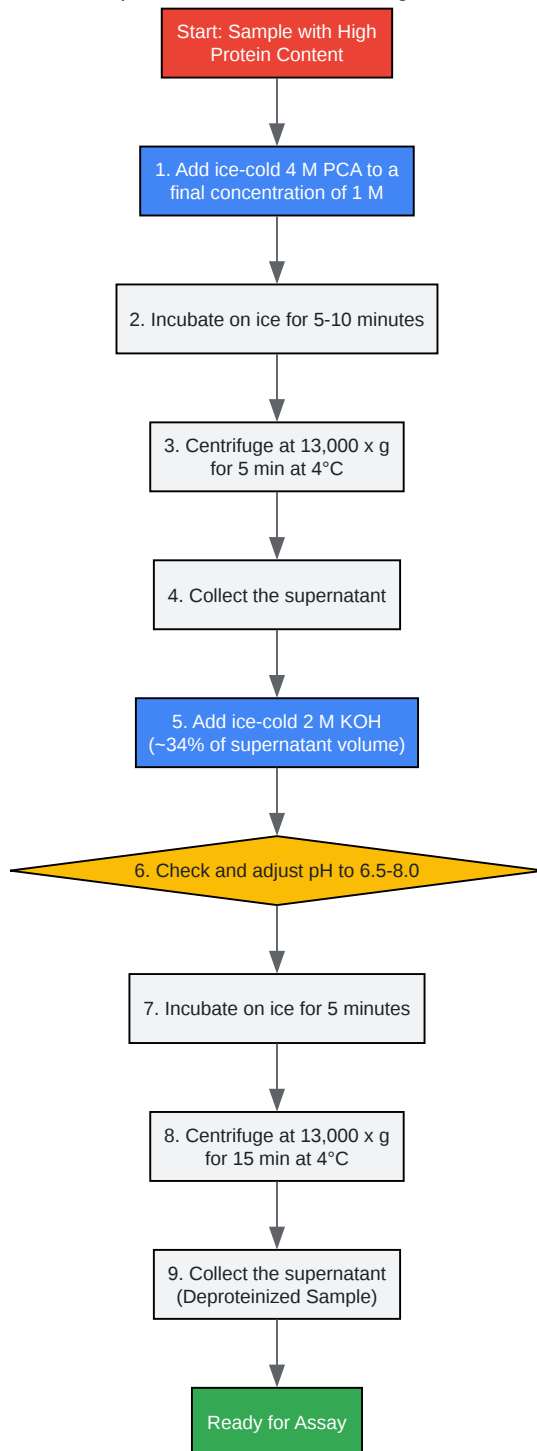 Start: Sample with High
Protein Content
1. Add ice-cold 4 M PCA to a
final concentration of 1 M
2. Incubate on ice for 5-10 minutes
3. Centrifuge at 13,000 x g
for 5 min at 4°C
4. Collect the supernatant
5. Add ice-cold 2 M KOH
(~34% of supernatant volume)
6. Check and adjust pH to 6.5-8.0
7. Incubate on ice for 5 minutes
8. Centrifuge at 13,000 x g
for 15 min at 4°C
9. Collect the supernatant
(Deproteinized Sample)
Ready for Assay